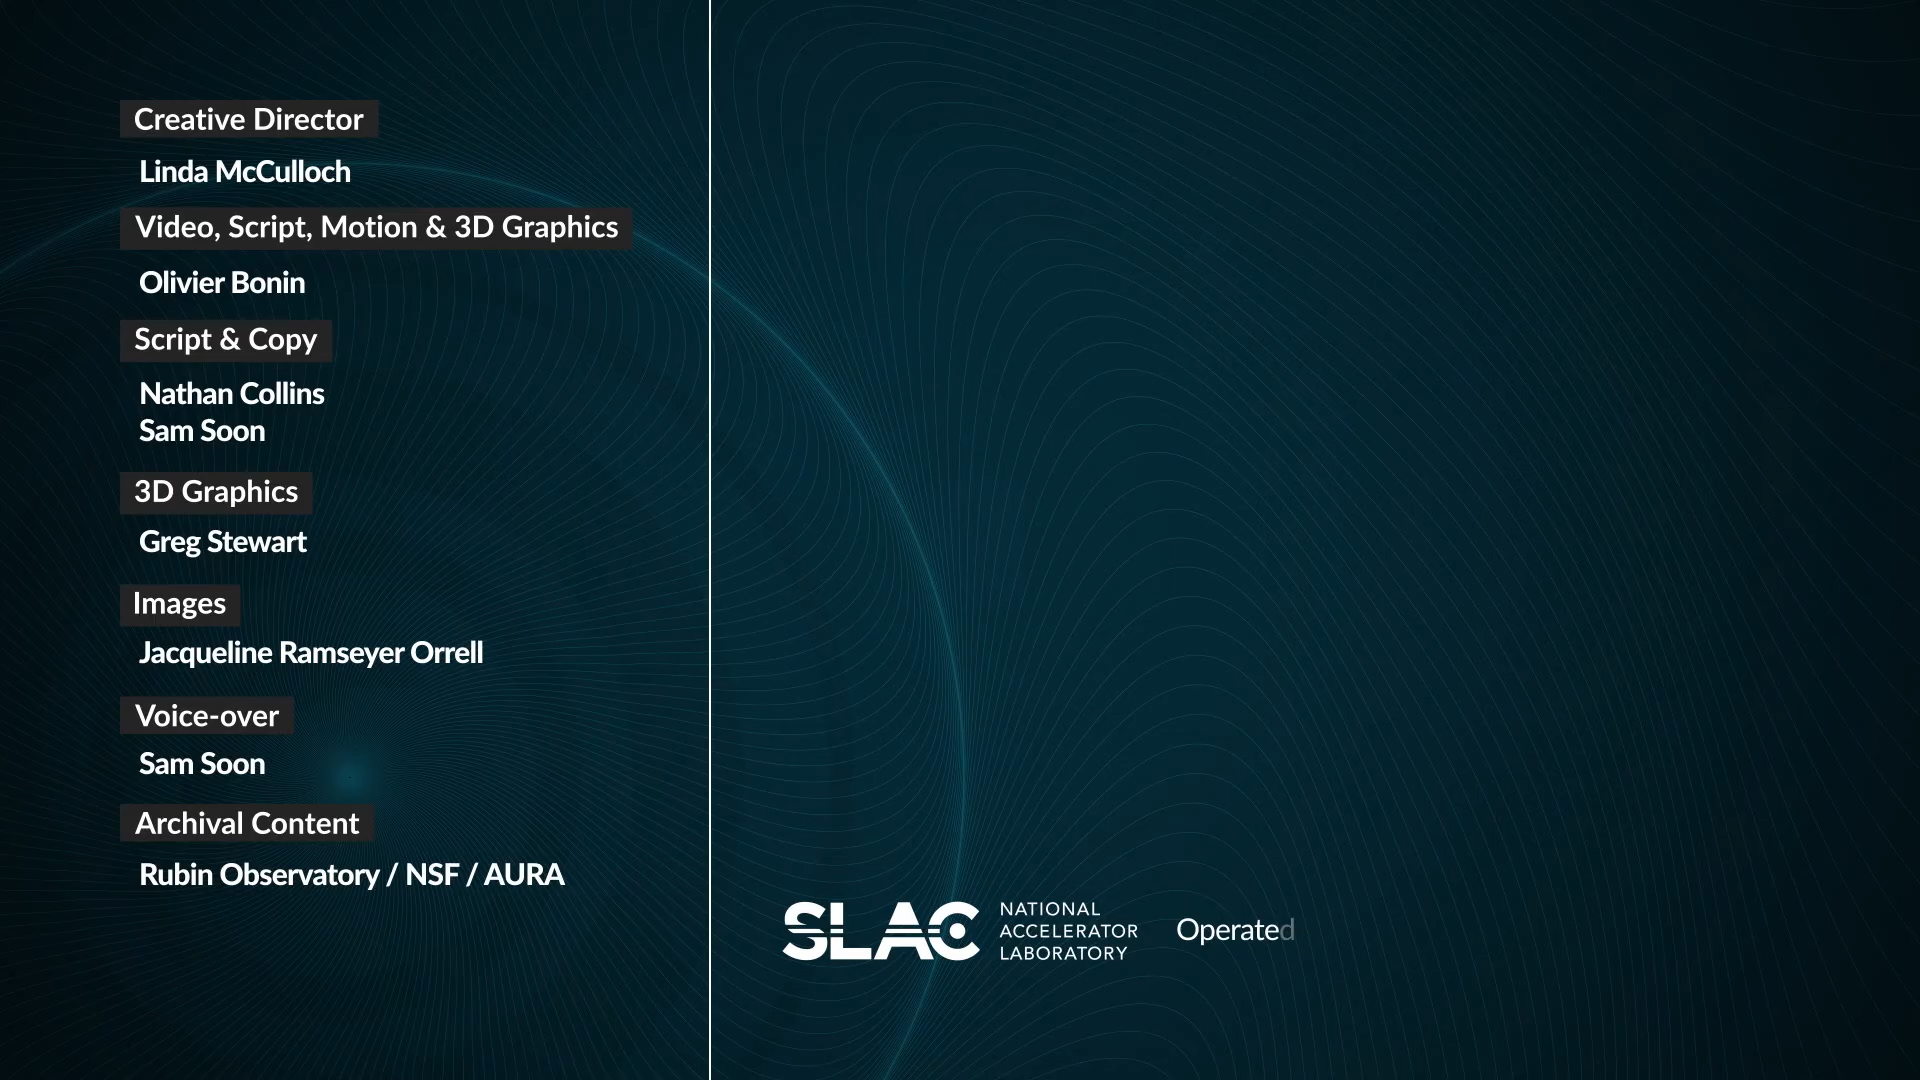 Creative Director
Linda McCulloch
Video, Script, Motion & 3D Graphics
Olivier Bonin
Script & Copy
Nathan Collins
Sam Soon
3D Graphics
Greg Stewart
Images
Jacqueline Ramseyer Orrell
Voice-over
Sam Soon
Archival Content
Rubin Observatory / NSF / AURA
SLAC
NATIONAL
ACCELERATOR
LABORATORY
Operated